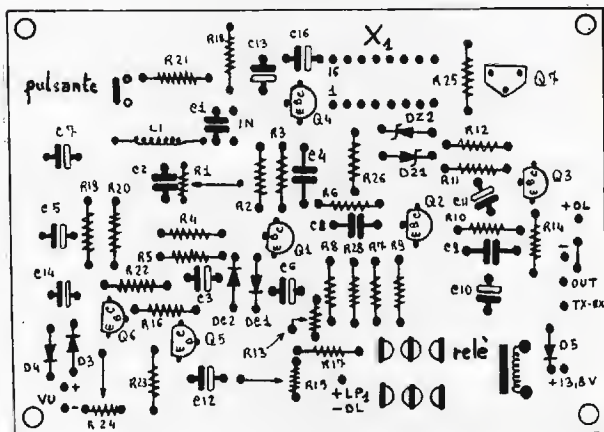 R18
C13
C16
X1
16
R21
R25
Q7
pulsante
1
Q4
C1
IN
DZ2
L1
R3
R12
C7
C2
R1
C4
DZ1
R11
Q3
R2
R26
R19
R20
R6
C11
+DL
C5
R4
C8
Q2
R10
R14
-
R5
Q1
C9
C14
R22
C3
C6
R8
R28
R7
R9
OUT
C10
TX-RX
R16
DE2
DE1
Q6
Q5
R13
D4
D3
R17
relè
D5
VU
+
-
R23
C12
R15
+LP1
-DL
+13,8V
R24
E B C
E B C
E B C
E B C
E B C